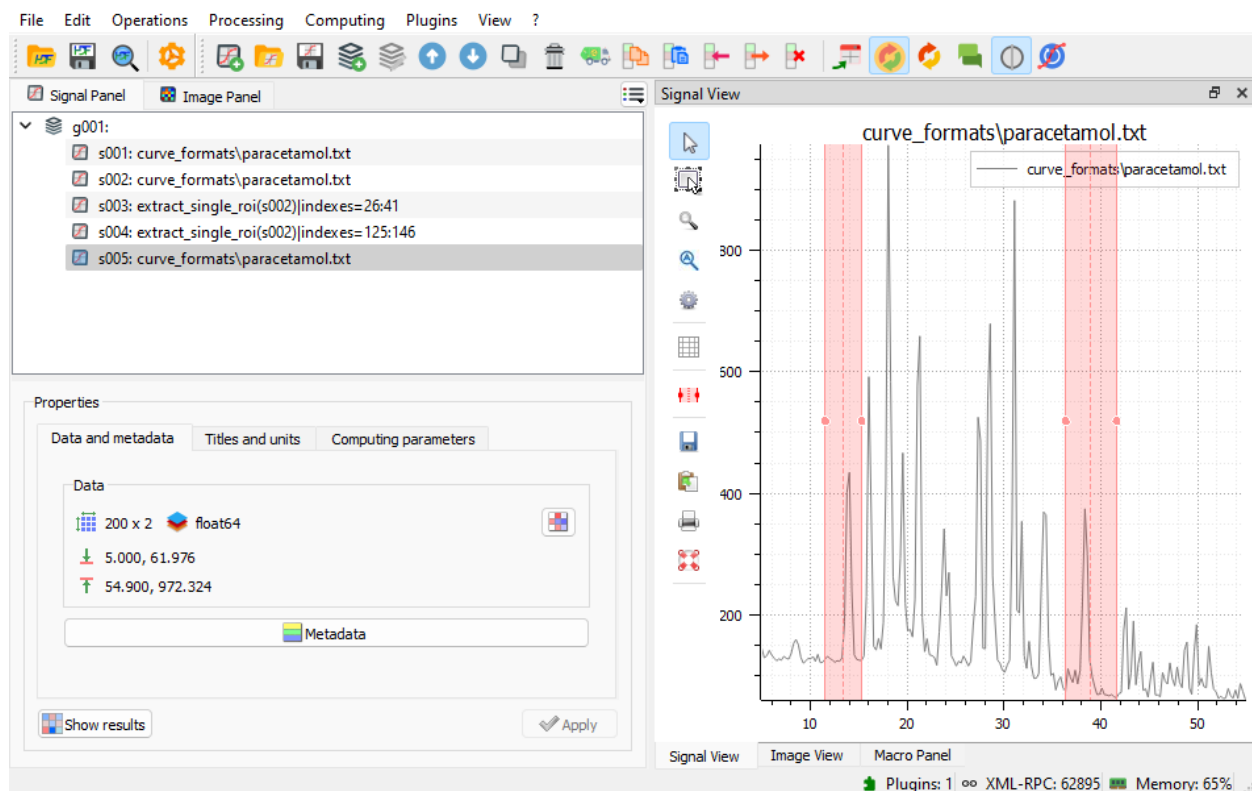 File Edit Operations Processing Computing Plugins View ?
Signal Panel Image Panel
g001:
s001: curve_formats\paracetamol.txt
s002: curve_formats\paracetamol.txt
s003: extract_single_roi(s002)|indexes=26:41
s004: extract_single_roi(s002)|indexes=125:146
s005: curve_formats\paracetamol.txt
Properties
Data and metadata Titles and units Computing parameters
Data
200 x 2 float64
5.000, 61.976
54.900, 972.324
Metadata
Show results Apply
Signal View
curve_formats\paracetamol.txt
curve_formats\paracetamol.txt
800
600
400
200
10 20 30 40 50
Signal View Image View Macro Panel
Plugins: 1 XML-RPC: 62895 Memory: 65%